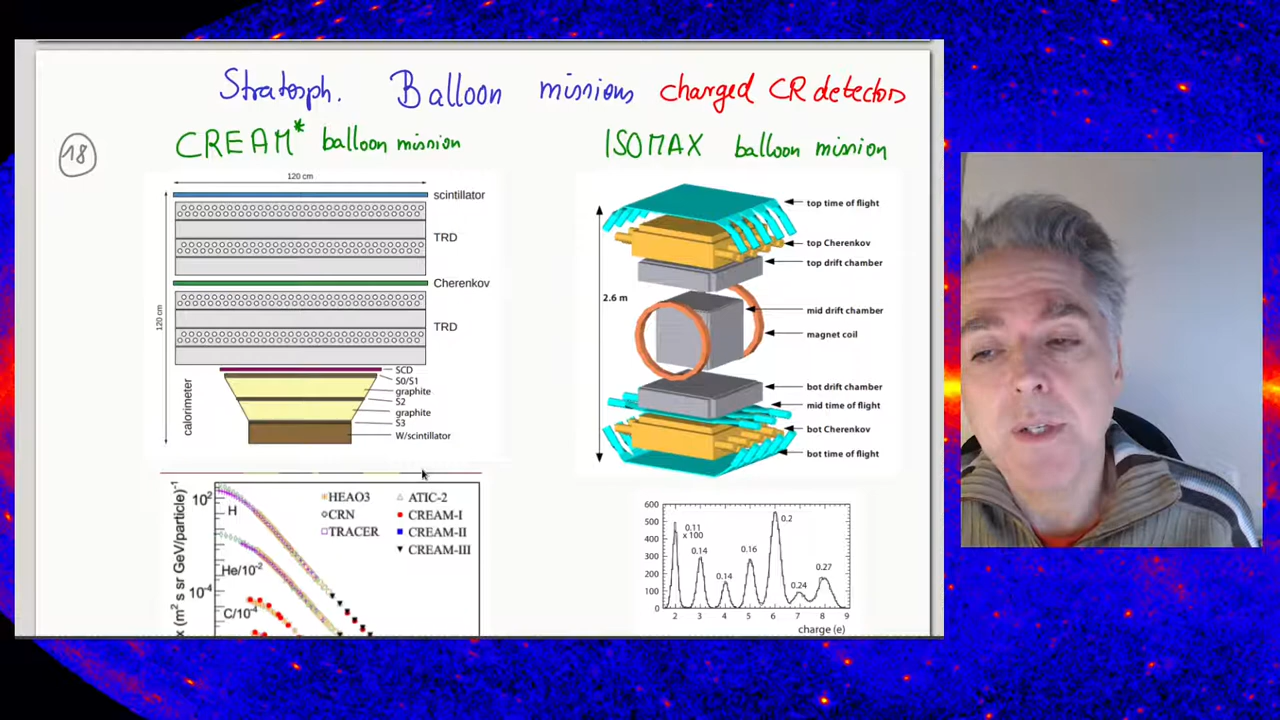 Stratosph. Balloon missions charged CR detectors
18
CREAM* balloon mission
120 cm
scintillator
TRD
Cherenkov
120 cm
TRD
SCD
S0/S1
graphite
S2
graphite
S3
W/scintillator
calorimeter
ISOMAX balloon mission
top time of flight
top Cherenkov
top drift chamber
2.6 m
mid drift chamber
magnet coil
bot drift chamber
mid time of flight
bot Cherenkov
bot time of flight
x (m² s sr GeV/particle)⁻¹
10²
10⁻⁴
H
He/10⁻²
C/10⁻⁴
HEAO3
CRN
TRACER
ATIC-2
CREAM-I
CREAM-II
CREAM-III
600
500
400
300
200
100
0
0.11
x100
0.14
0.14
0.16
0.2
0.24
0.27
2 3 4 5 6 7 8 9
charge (e)